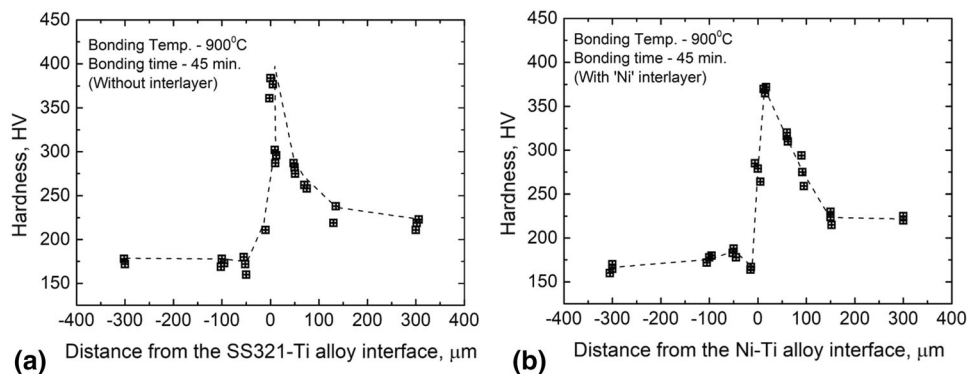 450
400
350
300
250
200
150
Hardness, HV
Bonding Temp. - 900⁰C
Bonding time - 45 min.
(Without interlayer)
-400 -300 -200 -100 0 100 200 300 400
(a) Distance from the SS321-Ti alloy interface, μm
450
400
350
300
250
200
150
Hardness, HV
Bonding Temp. - 900⁰C
Bonding time - 45 min.
(With 'Ni' interlayer)
-400 -300 -200 -100 0 100 200 300 400
(b) Distance from the Ni-Ti alloy interface, μm